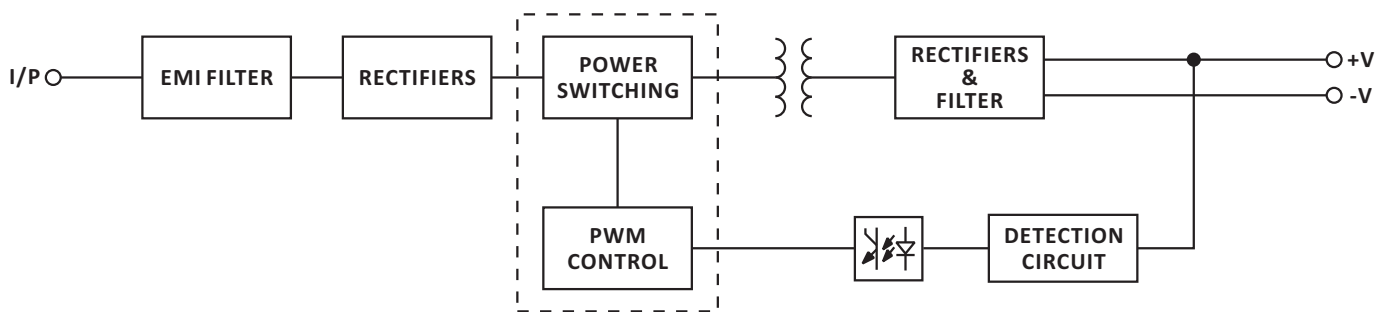 I/P
EMI FILTER
RECTIFIERS
POWER
SWITCHING
RECTIFIERS
&
FILTER
+V
-V
PWM
CONTROL
DETECTION
CIRCUIT